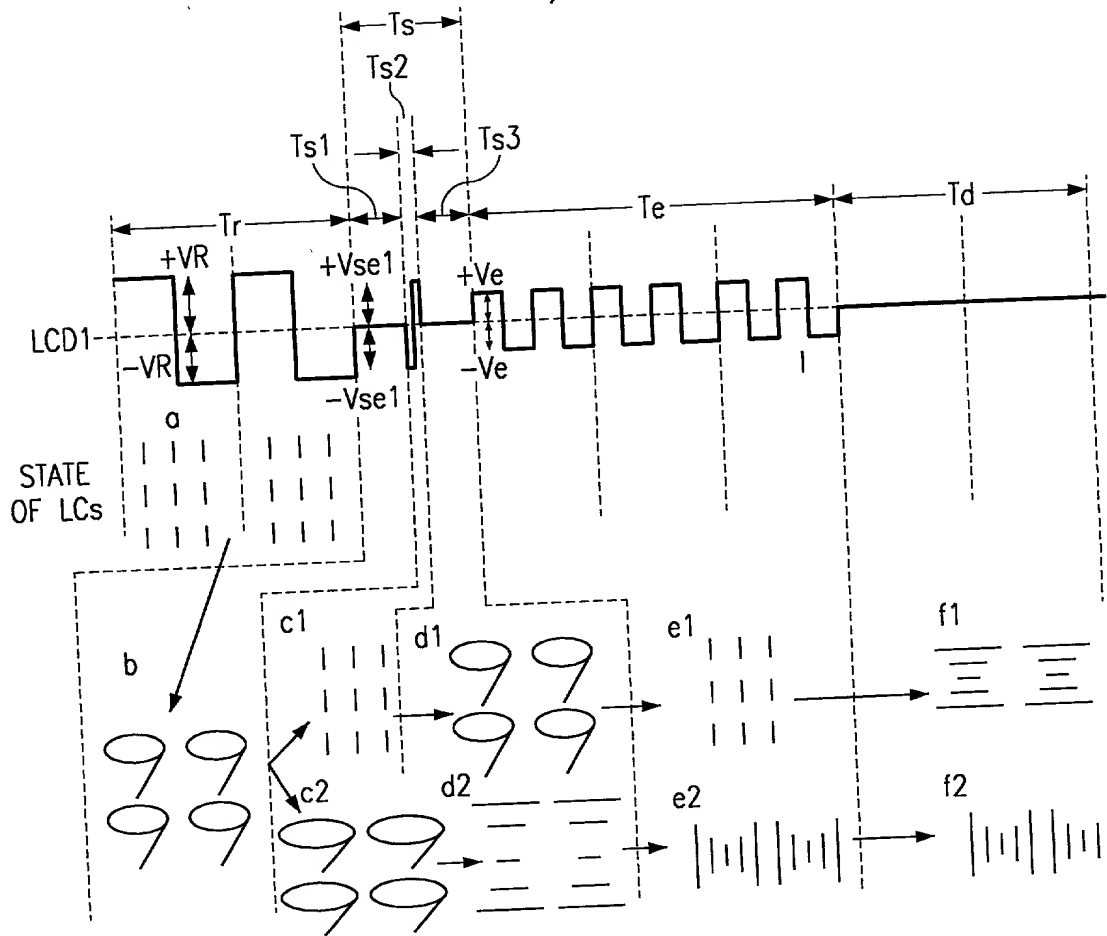 Ts
Ts2
Ts1
Ts3
Tr
Te
Td
+VR
+Vse1
+Ve
LCD1
-VR
-Vse1
-Ve
a
STATE
OF LCs
b
c1
d1
e1
f1
c2
d2
e2
f2